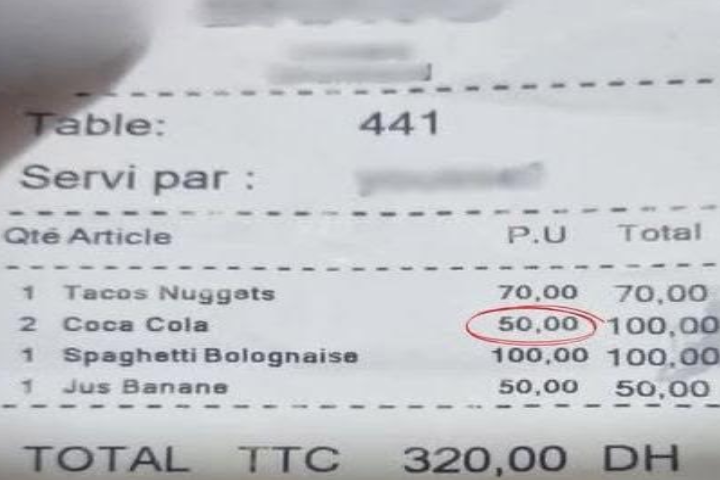 Table: 441
Servi par :
Qté Article P.U Total
1 Tacos Nuggats 70,00 70,00
2 Coca Cola 50,00 100,00
1 Spaghetti Bolognaise 100,00 100,00
1 Jus Banane 50,00 50,00
TOTAL TTC 320,00 DH